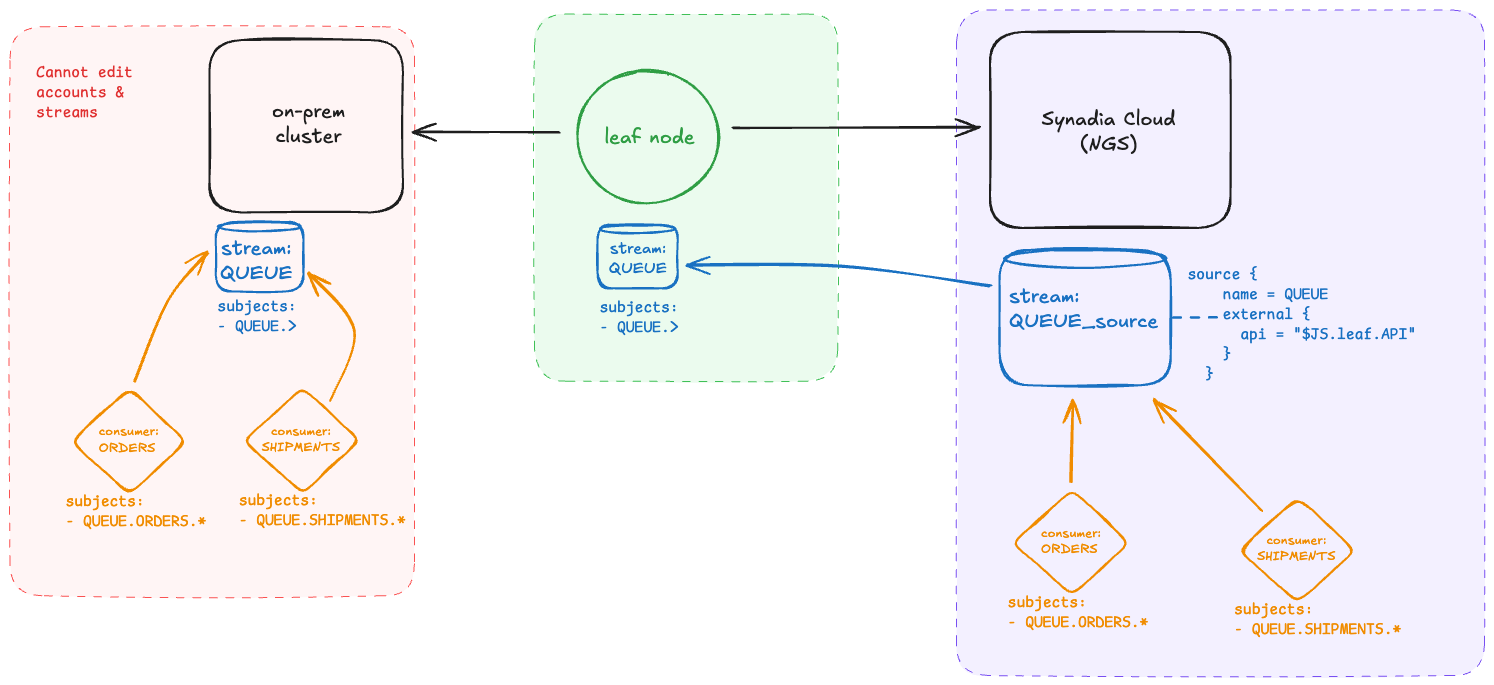 Cannot edit
accounts &
streams
on-prem
cluster
stream:
QUEUE
subjects:
- QUEUE.>
consumer:
ORDERS
subjects:
- QUEUE.ORDERS.*
consumer:
SHIPMENTS
subjects:
- QUEUE.SHIPMENTS.*
leaf node
stream:
QUEUE
subjects:
- QUEUE.>
Synadia Cloud
(NGS)
stream:
QUEUE_source
source {
name = QUEUE
external {
api = "$JS.leaf.API"
}
}
consumer:
ORDERS
subjects:
- QUEUE.ORDERS.*
consumer:
SHIPMENTS
subjects:
- QUEUE.SHIPMENTS.*